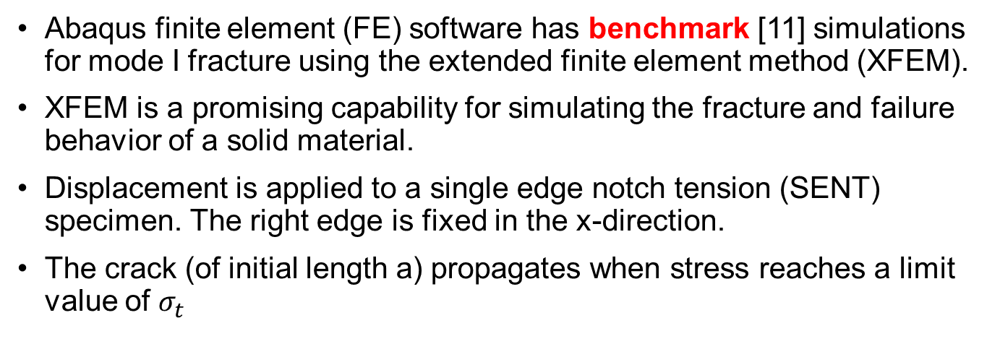 • Abaqus finite element (FE) software has benchmark [11] simulations
for mode I fracture using the extended finite element method (XFEM).
• XFEM is a promising capability for simulating the fracture and failure
behavior of a solid material.
• Displacement is applied to a single edge notch tension (SENT)
specimen. The right edge is fixed in the x-direction.
• The crack (of initial length a) propagates when stress reaches a limit
value of 𝜎ₜ